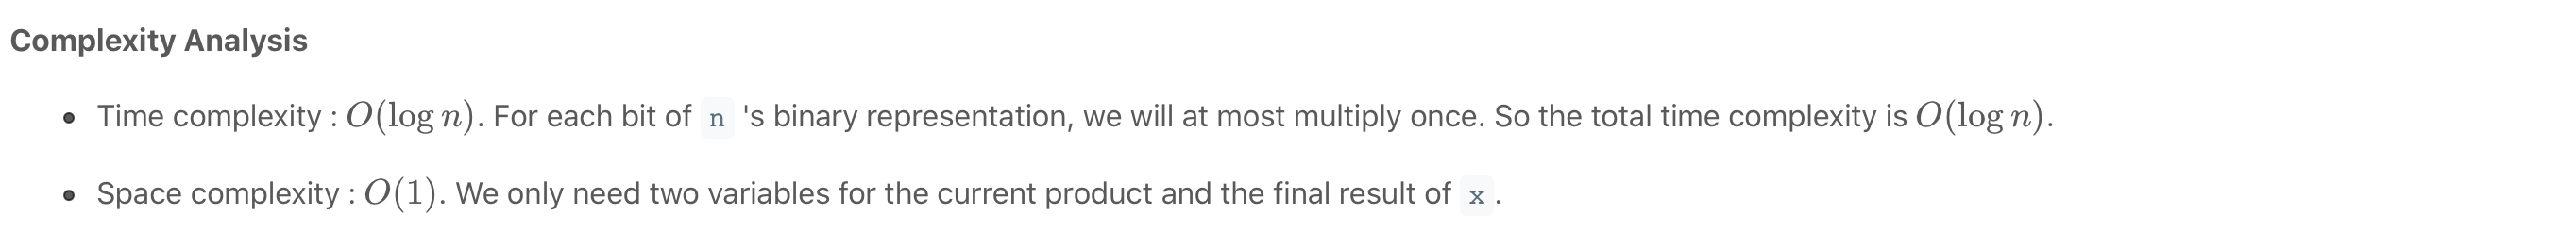 Complexity Analysis
• Time complexity : O(log n). For each bit of n 's binary representation, we will at most multiply once. So the total time complexity is O(log n).
• Space complexity : O(1). We only need two variables for the current product and the final result of x.